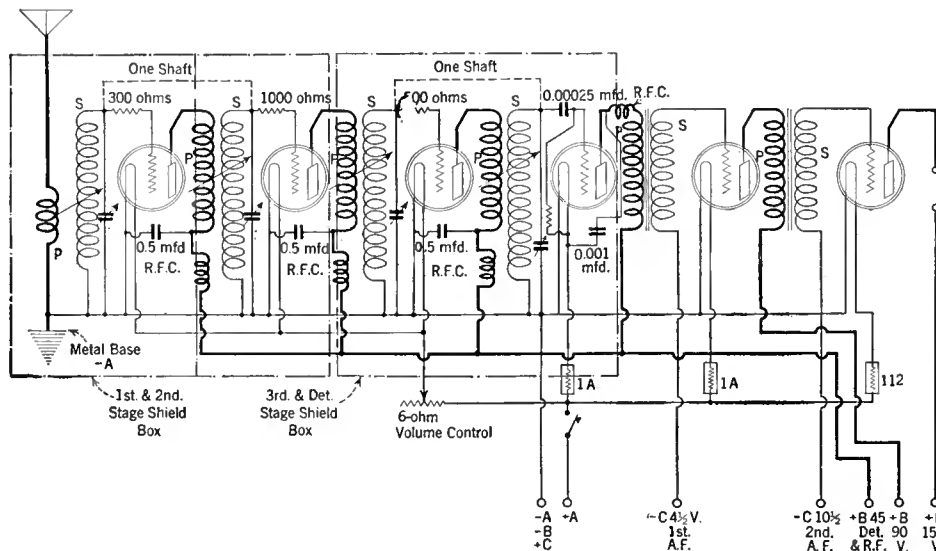 One Shaft
One Shaft
S
300 ohms
S
1000 ohms
S
500 ohms
S
0.00025 mfd.
R.F.C.
P
P
P
P
S
P
S
P
0.5 mfd.
R.F.C.
0.5 mfd.
R.F.C.
0.5 mfd.
R.F.C.
0.001
mfd.
Metal Base
-A
1st. & 2nd.
Stage Shield
Box
3rd. & Det.
Stage Shield
Box
6-ohm
Volume Control
1A
1A
112
-A
-B
+C
+A
-C 4½ V.
1st.
A.F.
-C 10½
2nd.
A.F.
+B 45
Det.
& R.F.
+B
90
V.